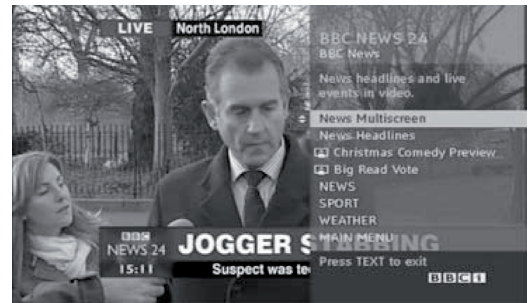 LIVE North London
BBC NEWS 24
BBC News
News headlines and live
events in video.
News Multiscreen
News Headlines
Christmas Comedy Preview...
Big Read Vote
NEWS
SPORT
WEATHER
MAIN MENU
BBC
NEWS 24
15:11
JOGGER STABBING
Suspect was
Press TEXT to exit
BBCi